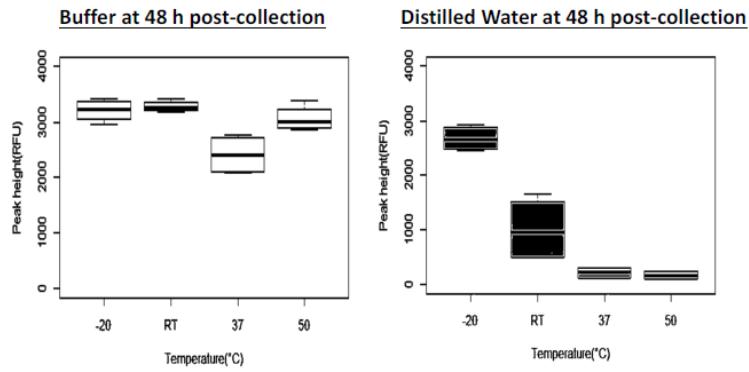 Buffer at 48 h post-collection
Peak height(RFU)
4000
3000
2000
1000
0
-20 RT 37 50
Temperature(°C)
Distilled Water at 48 h post-collection
Peak height(RFU)
4000
3000
2000
1000
0
-20 RT 37 50
Temperature(°C)